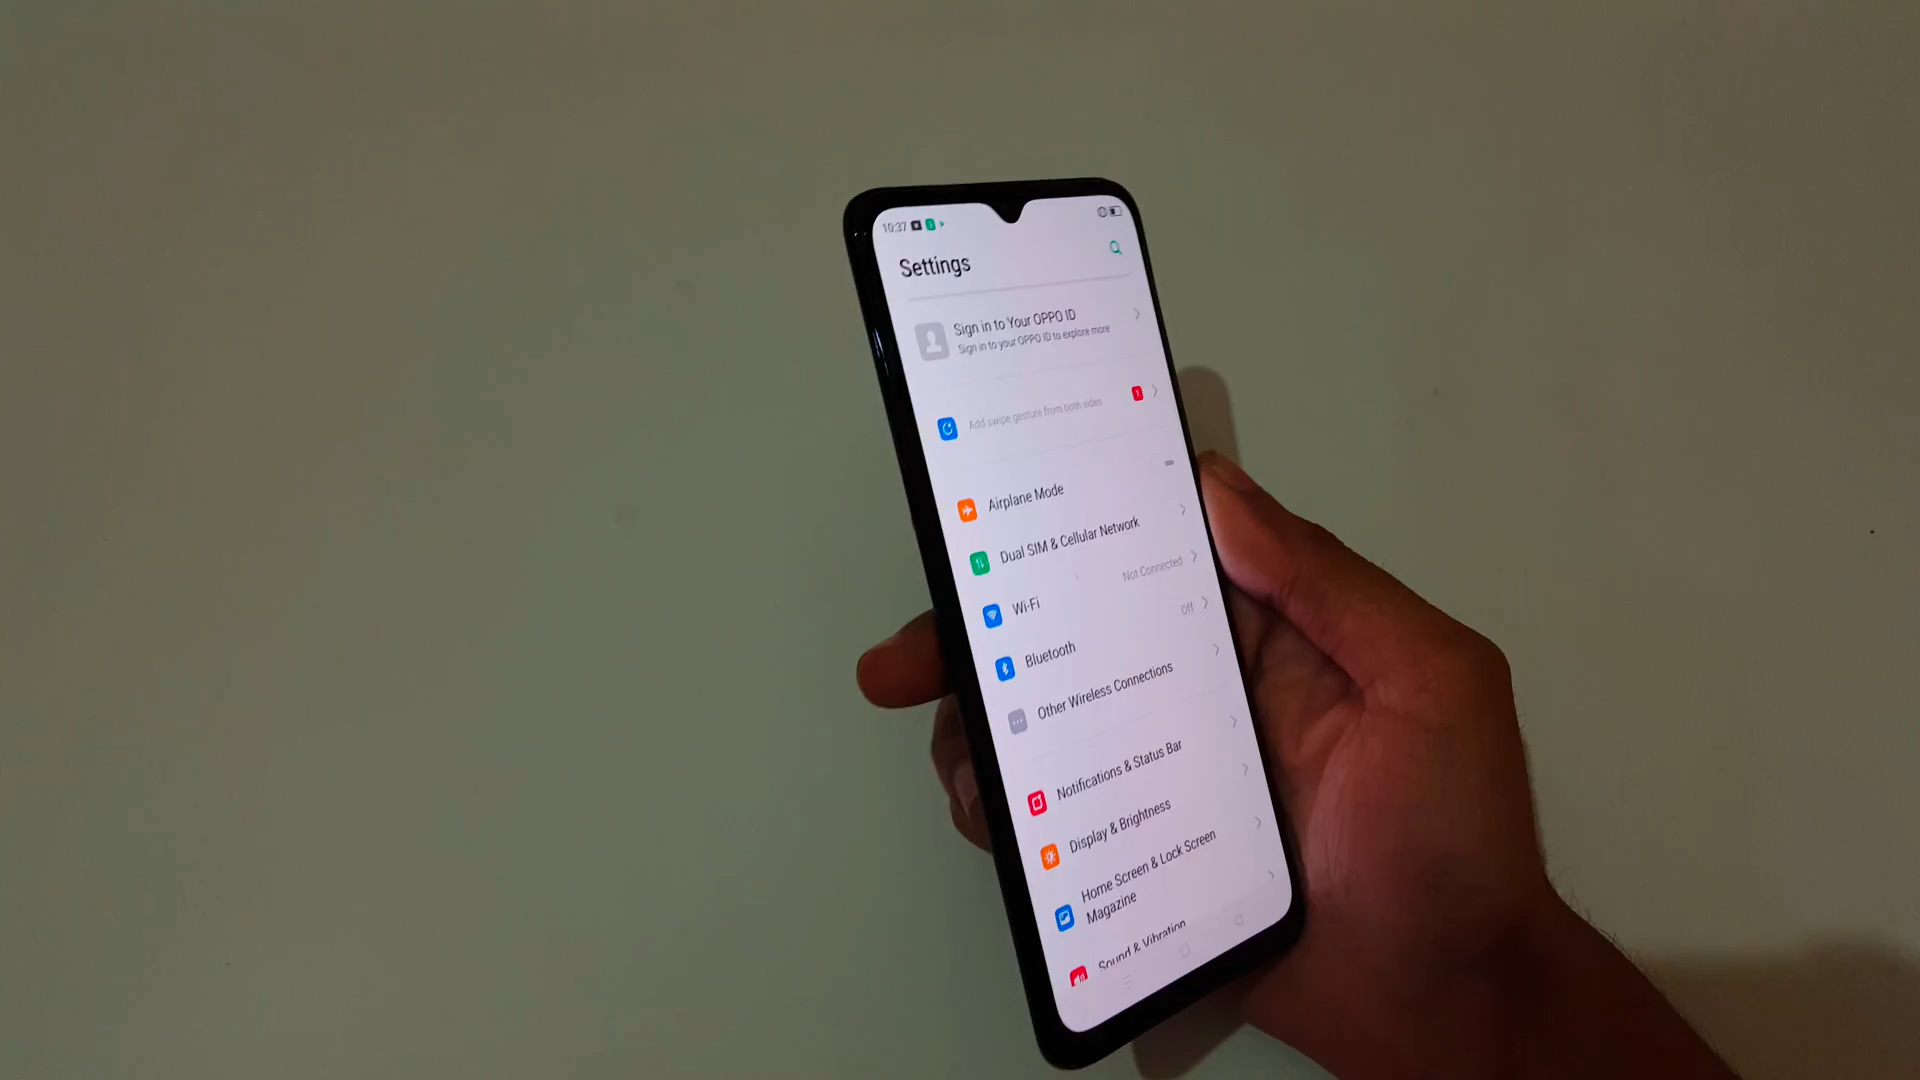 10:37
Settings
Sign in to Your OPPO ID
Sign in to your OPPO ID to explore more
Add swipe gesture from both sides
1
Airplane Mode
Dual SIM & Cellular Network
Wi-Fi
Not Connected
Bluetooth
Off
Other Wireless Connections
Notifications & Status Bar
Display & Brightness
Home Screen & Lock Screen
Magazine
Sound & Vibration